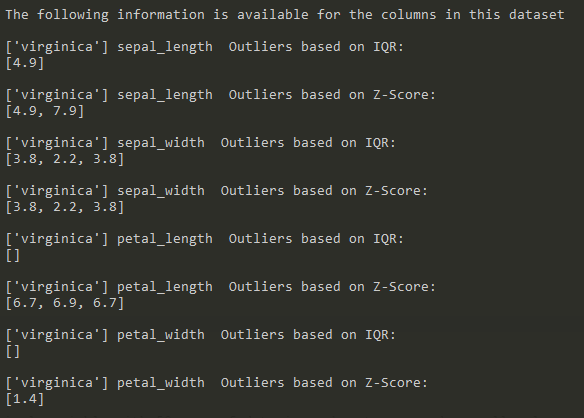 The following information is available for the columns in this dataset
['virginica'] sepal_length  Outliers based on IQR:
[4.9]
['virginica'] sepal_length  Outliers based on Z-Score:
[4.9, 7.9]
['virginica'] sepal_width  Outliers based on IQR:
[3.8, 2.2, 3.8]
['virginica'] sepal_width  Outliers based on Z-Score:
[3.8, 2.2, 3.8]
['virginica'] petal_length  Outliers based on IQR:
[]
['virginica'] petal_length  Outliers based on Z-Score:
[6.7, 6.9, 6.7]
['virginica'] petal_width  Outliers based on IQR:
[]
['virginica'] petal_width  Outliers based on Z-Score:
[1.4]